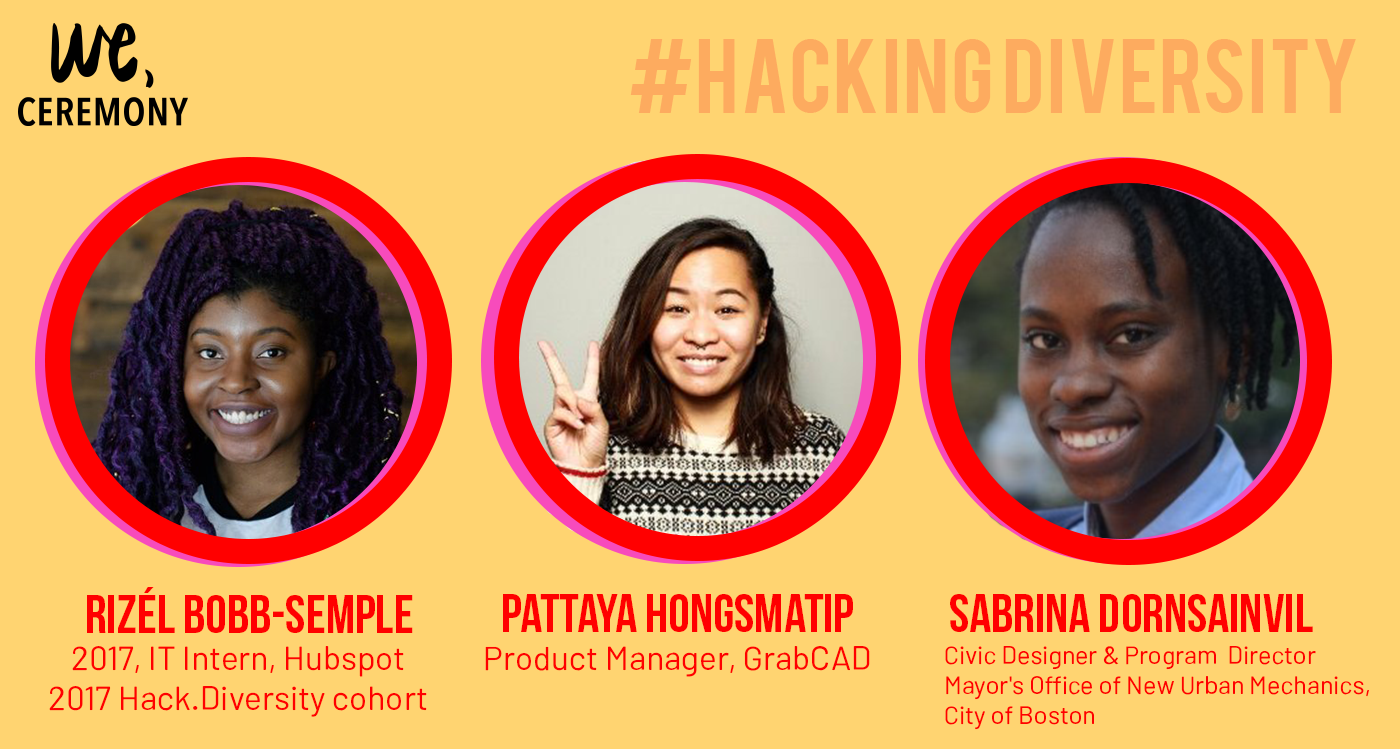 we,
CEREMONY
#HACKINGDIVERSITY
RIZÉL BOBB-SEMPLE
2017, IT Intern, Hubspot
2017 Hack.Diversity cohort
PATTAYA HONGSMATIP
Product Manager, GrabCAD
SABRINA DORNSAINVIL
Civic Designer & Program Director
Mayor's Office of New Urban Mechanics,
City of Boston